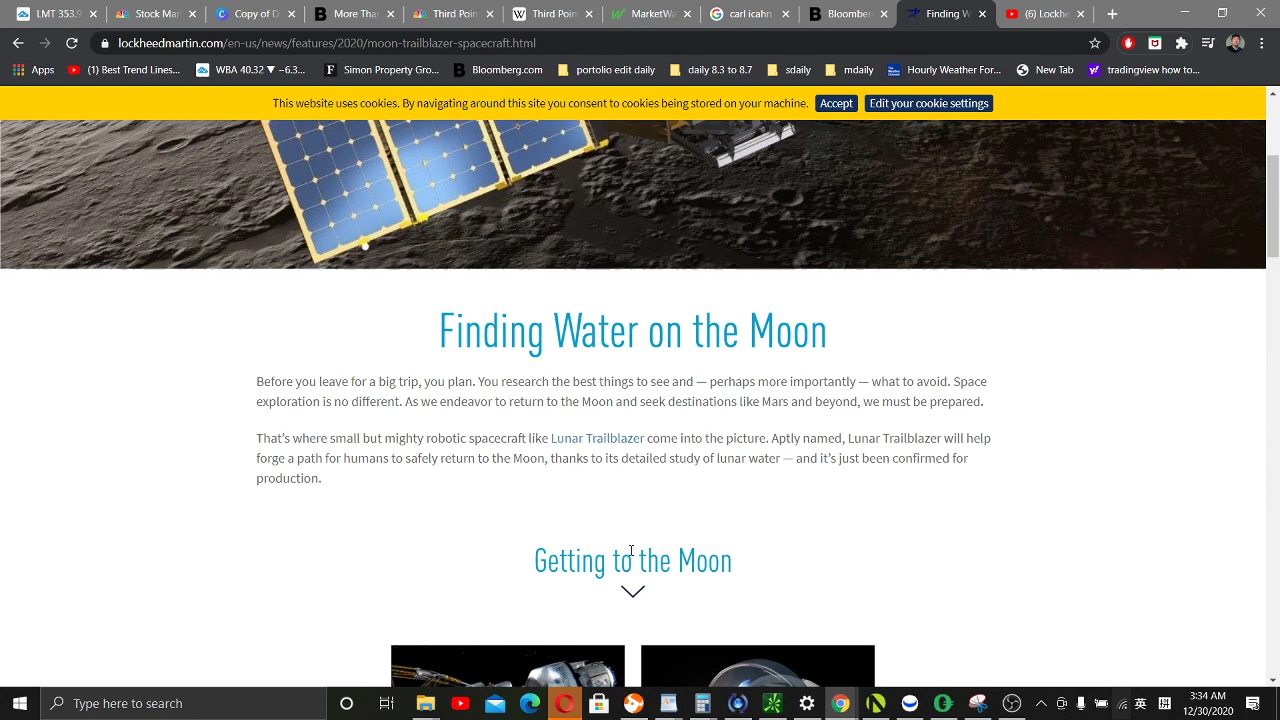 LMT 353.9
Stock Mar
Copy of D
More Thar
Third Poin
Third Poin
MarketWa
carl icahn
Bloomber
Finding W
(6) Lockhe
lockheedmartin.com/en-us/news/features/2020/moon-trailblazer-spacecraft.html
Apps
(1) Best Trend Lines...
WBA 40.32 ▼ −6.3...
Simon Property Gro...
Bloomberg.com
portolio edit daily
daily 8.3 to 8.7
sdaily
mdaily
Hourly Weather For...
New Tab
tradingview how to...
This website uses cookies. By navigating around this site you consent to cookies being stored on your machine.
Accept
Edit your cookie settings
Finding Water on the Moon
Before you leave for a big trip, you plan. You research the best things to see and — perhaps more importantly — what to avoid. Space
exploration is no different. As we endeavor to return to the Moon and seek destinations like Mars and beyond, we must be prepared.
That's where small but mighty robotic spacecraft like Lunar Trailblazer come into the picture. Aptly named, Lunar Trailblazer will help
forge a path for humans to safely return to the Moon, thanks to its detailed study of lunar water — and it's just been confirmed for
production.
Getting to the Moon
Type here to search
英
拼
3:34 AM
12/30/2020